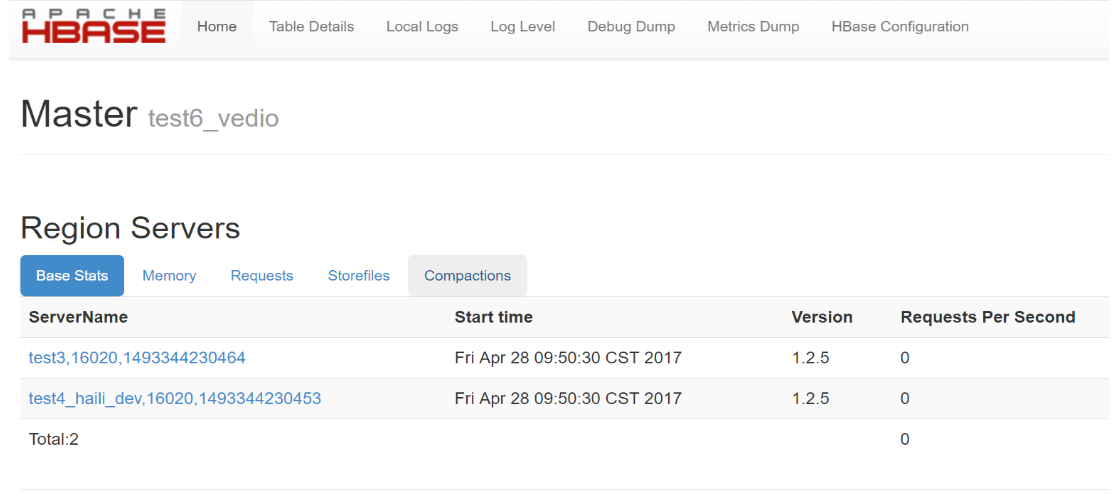 APACHE HBASE Home Table Details Local Logs Log Level Debug Dump Metrics Dump HBase Configuration
Master test6_vedio
Region Servers
Base Stats Memory Requests Storefiles Compactions
ServerName Start time Version Requests Per Second
test3,16020,1493344230464 Fri Apr 28 09:50:30 CST 2017 1.2.5 0
test4_haili_dev,16020,1493344230453 Fri Apr 28 09:50:30 CST 2017 1.2.5 0
Total:2 0